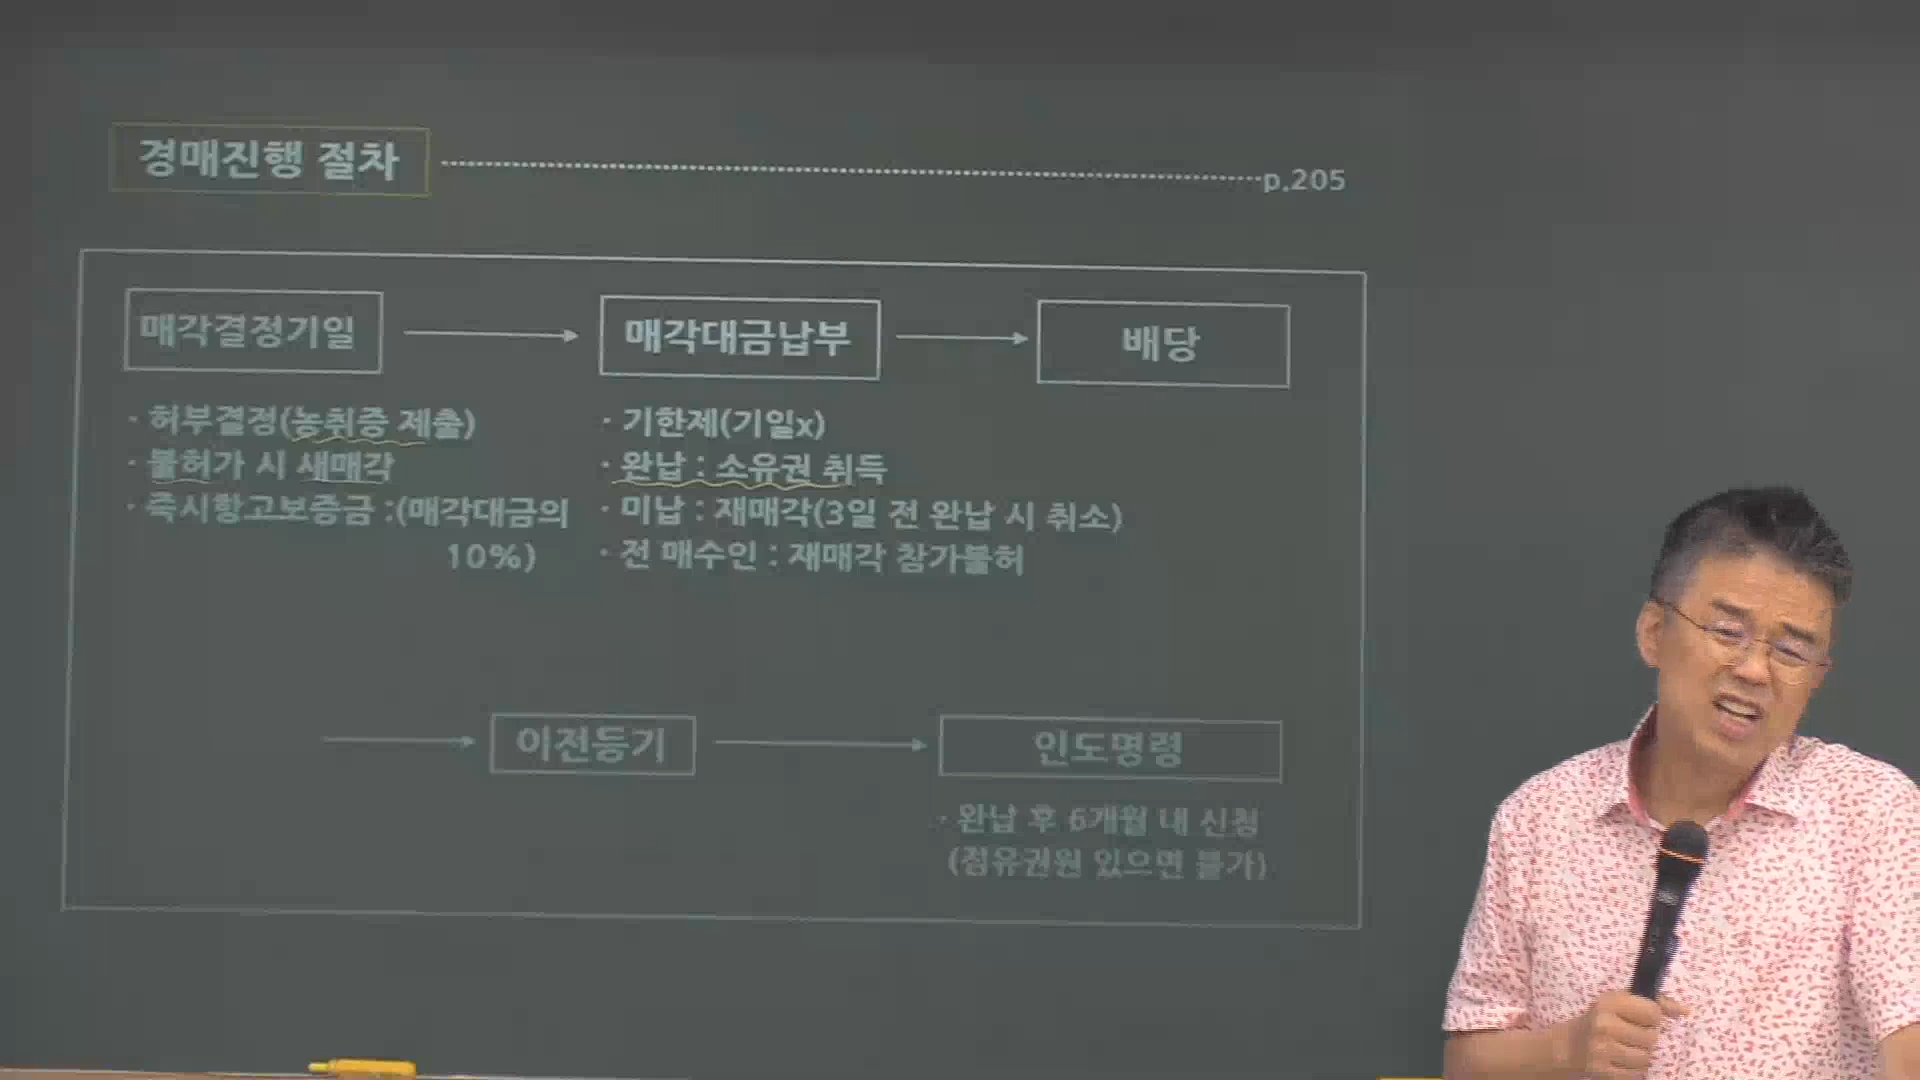 경매진행 절차 p.205
매각결정기일 매각대금납부 배당
· 허부결정(농취증 제출)
· 불허가 시 새매각
· 즉시항고보증금 :(매각대금의
10%)
· 기한제(기일x)
· 완납 : 소유권 취득
· 미납 : 재매각(3일 전 완납 시 취소)
· 전 매수인 : 재매각 참가불허
이전등기 인도명령
· 완납 후 6개월 내 신청
(점유권원 있으면 불가)